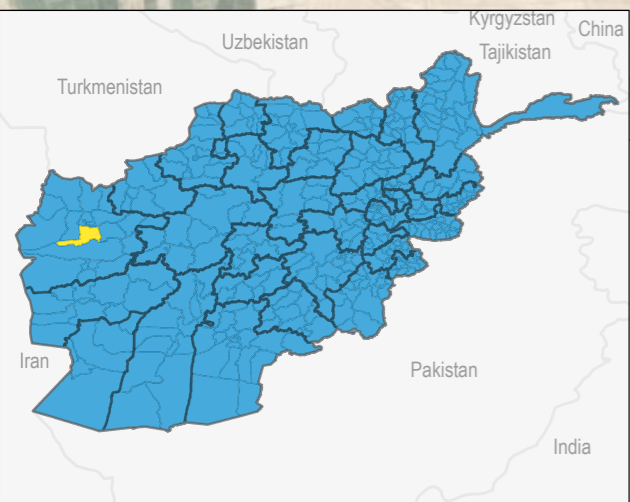 Kyrgyzstan
China
Uzbekistan
Tajikistan
Turkmenistan
Iran
Pakistan
India